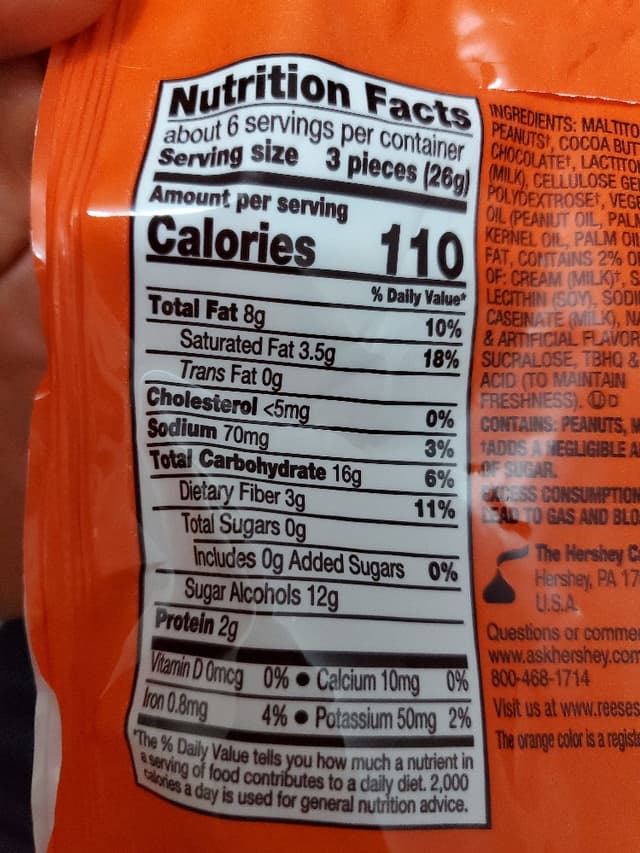 Nutrition Facts
about 6 servings per container
Serving size 3 pieces (26g)
Amount per serving
Calories 110
% Daily Value*
Total Fat 8g 10%
Saturated Fat 3.5g 18%
Trans Fat 0g
Cholesterol <5mg 0%
Sodium 70mg 3%
Total Carbohydrate 16g 6%
Dietary Fiber 3g 11%
Total Sugars 0g
Includes 0g Added Sugars 0%
Sugar Alcohols 12g
Protein 2g
Vitamin D 0mcg 0% • Calcium 10mg 0%
Iron 0.8mg 4% • Potassium 50mg 2%
*The % Daily Value tells you how much a nutrient in
a serving of food contributes to a daily diet. 2,000
calories a day is used for general nutrition advice.
INGREDIENTS: MALTITO
PEANUTS†, COCOA BUT
CHOCOLATE†, LACTITO
(MILK), CELLULOSE GE
POLYDEXTROSE†, VEGE
OIL (PEANUT OIL, PAL
KERNEL OIL, PALM OI
FAT, CONTAINS 2% O
OF: CREAM (MILK)†, S
LECITHIN (SOY), SODI
CASEINATE (MILK), NA
& ARTIFICIAL FLAVOR
SUCRALOSE, TBHQ &
ACID (TO MAINTAIN
FRESHNESS). ⓊD
CONTAINS: PEANUTS, M
†ADDS A NEGLIGIBLE A
OF SUGAR.
EXCESS CONSUMPTION
LEAD TO GAS AND BLO
The Hershey C
Hershey, PA 17
U.S.A.
Questions or comme
www.askhershey.com
800-468-1714
Visit us at www.reeses
The orange color is a registe